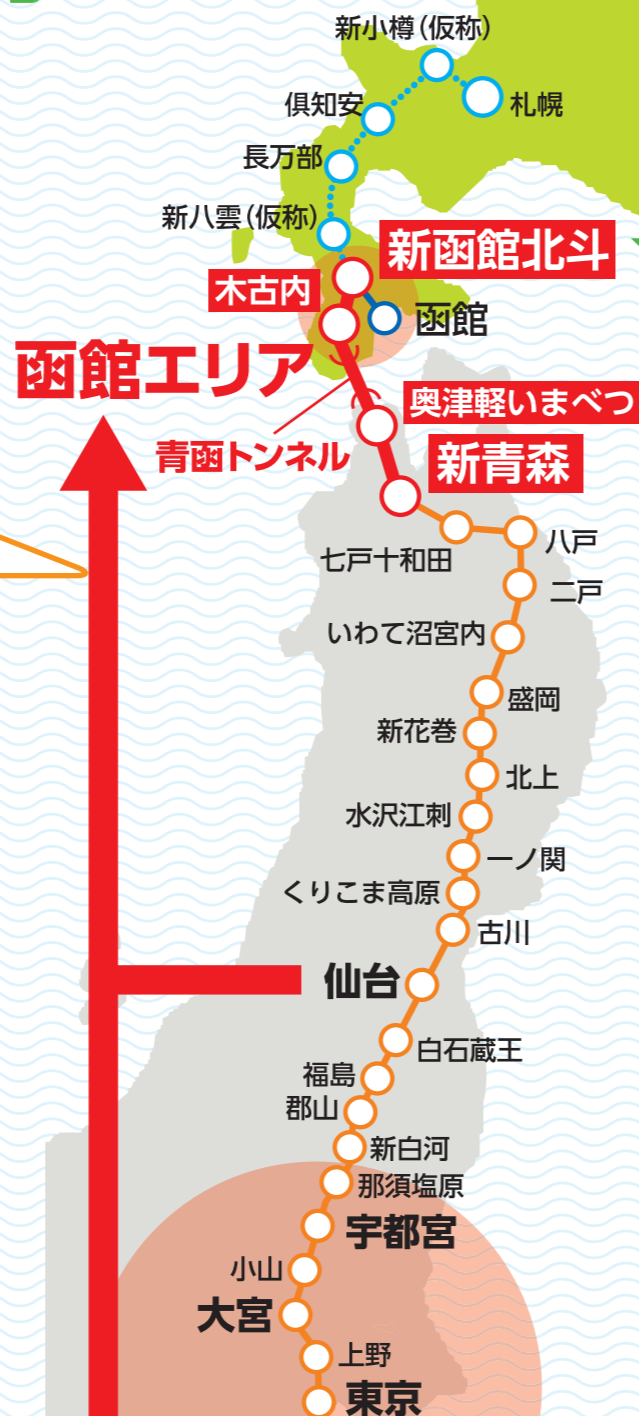 新小樽（仮称）
札幌
倶知安
長万部
新八雲（仮称）
新函館北斗
木古内
函館
函館エリア
奥津軽いまべつ
青函トンネル
新青森
七戸十和田
八戸
二戸
いわて沼宮内
盛岡
新花巻
北上
水沢江刺
一ノ関
くりこま高原
古川
仙台
白石蔵王
福島
郡山
新白河
那須塩原
宇都宮
小山
大宮
上野
東京